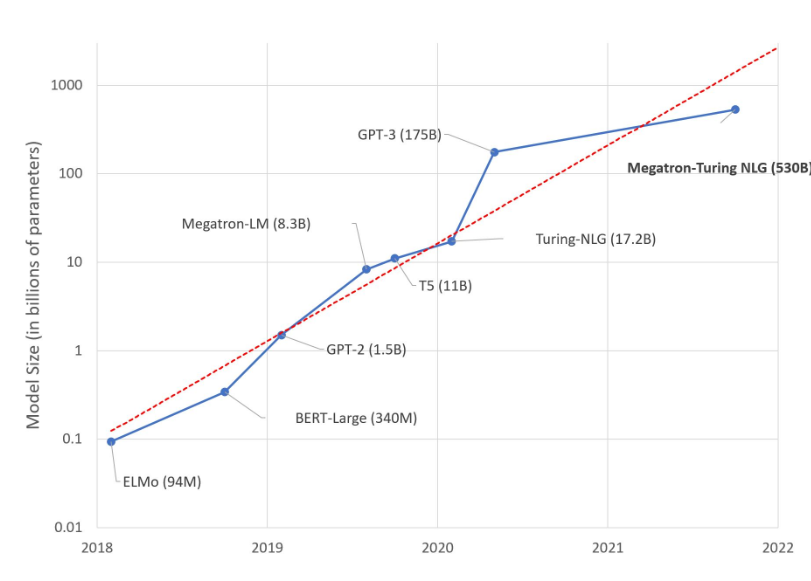 1000
GPT-3 (175B)
100
Megatron-Turing NLG (530B)
Megatron-LM (8.3B)
Turing-NLG (17.2B)
10
T5 (11B)
1
GPT-2 (1.5B)
BERT-Large (340M)
0.1
ELMo (94M)
0.01
2018 2019 2020 2021 2022
Model Size (in billions of parameters)